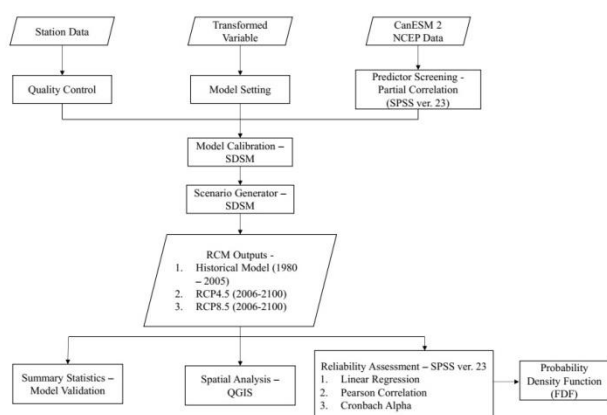 Station Data
Transformed
Variable
CanESM 2
NCEP Data
Quality Control
Model Setting
Predictor Screening -
Partial Correlation
(SPSS ver. 23)
Model Calibration –
SDSM
Scenario Generator –
SDSM
RCM Outputs -
1. Historical Model (1980
– 2005)
2. RCP4.5 (2006-2100)
3. RCP8.5 (2006-2100)
Summary Statistics –
Model Validation
Spatial Analysis –
QGIS
Reliability Assessment – SPSS ver. 23
1. Linear Regression
2. Pearson Correlation
3. Cronbach Alpha
Probability
Density Function
(FDF)